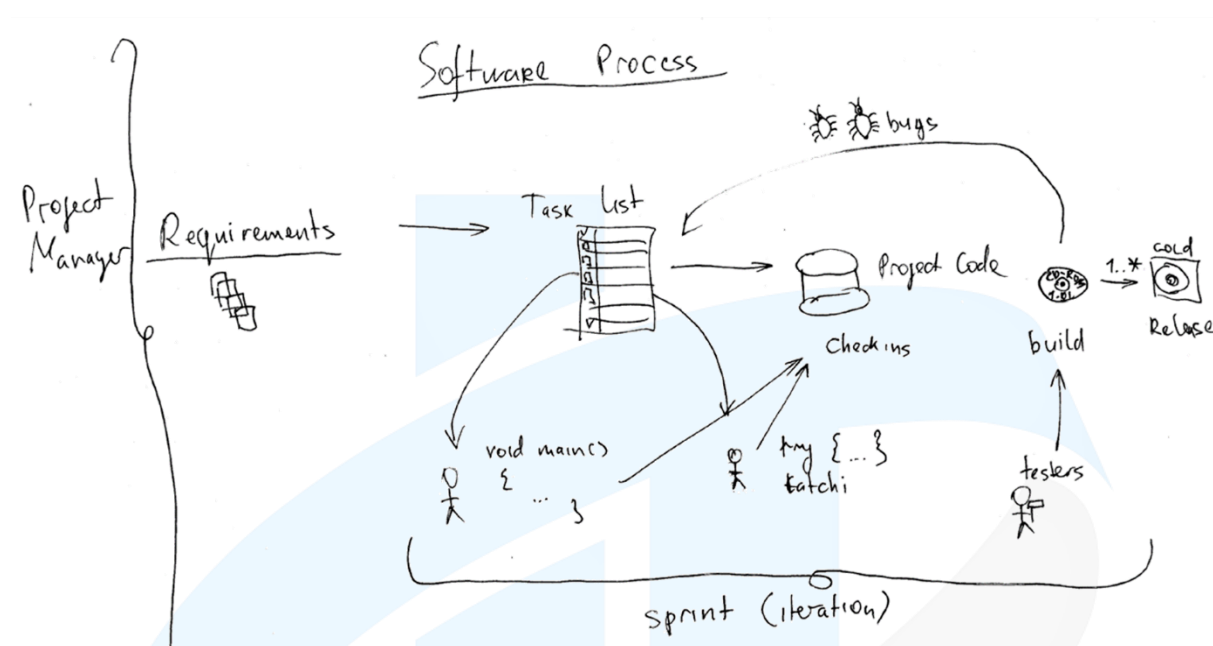 Software Process
bugs
Project
Manager
Requirements
Task list
Project Code
CD-ROM
1.01
1..*
Gold
Release
Checkins
build
void main()
{
... }
try {...}
catchi
testers
sprint (iteration)